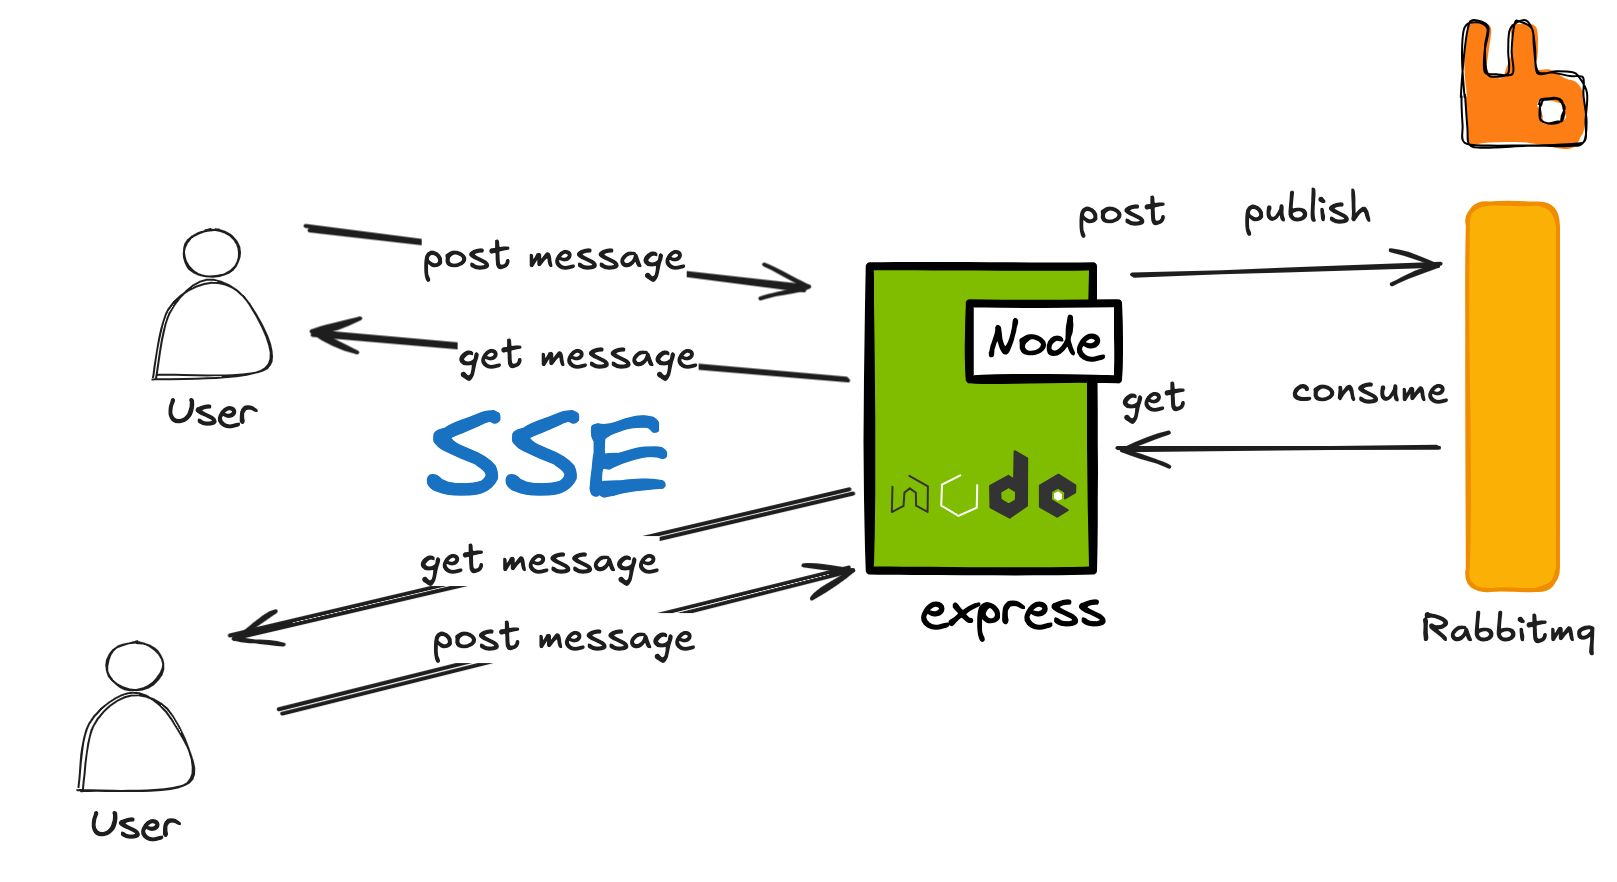 post publish
post message
Node
get message
get consume
User
SSE
node
get message
express
Rabbitmq
post message
User